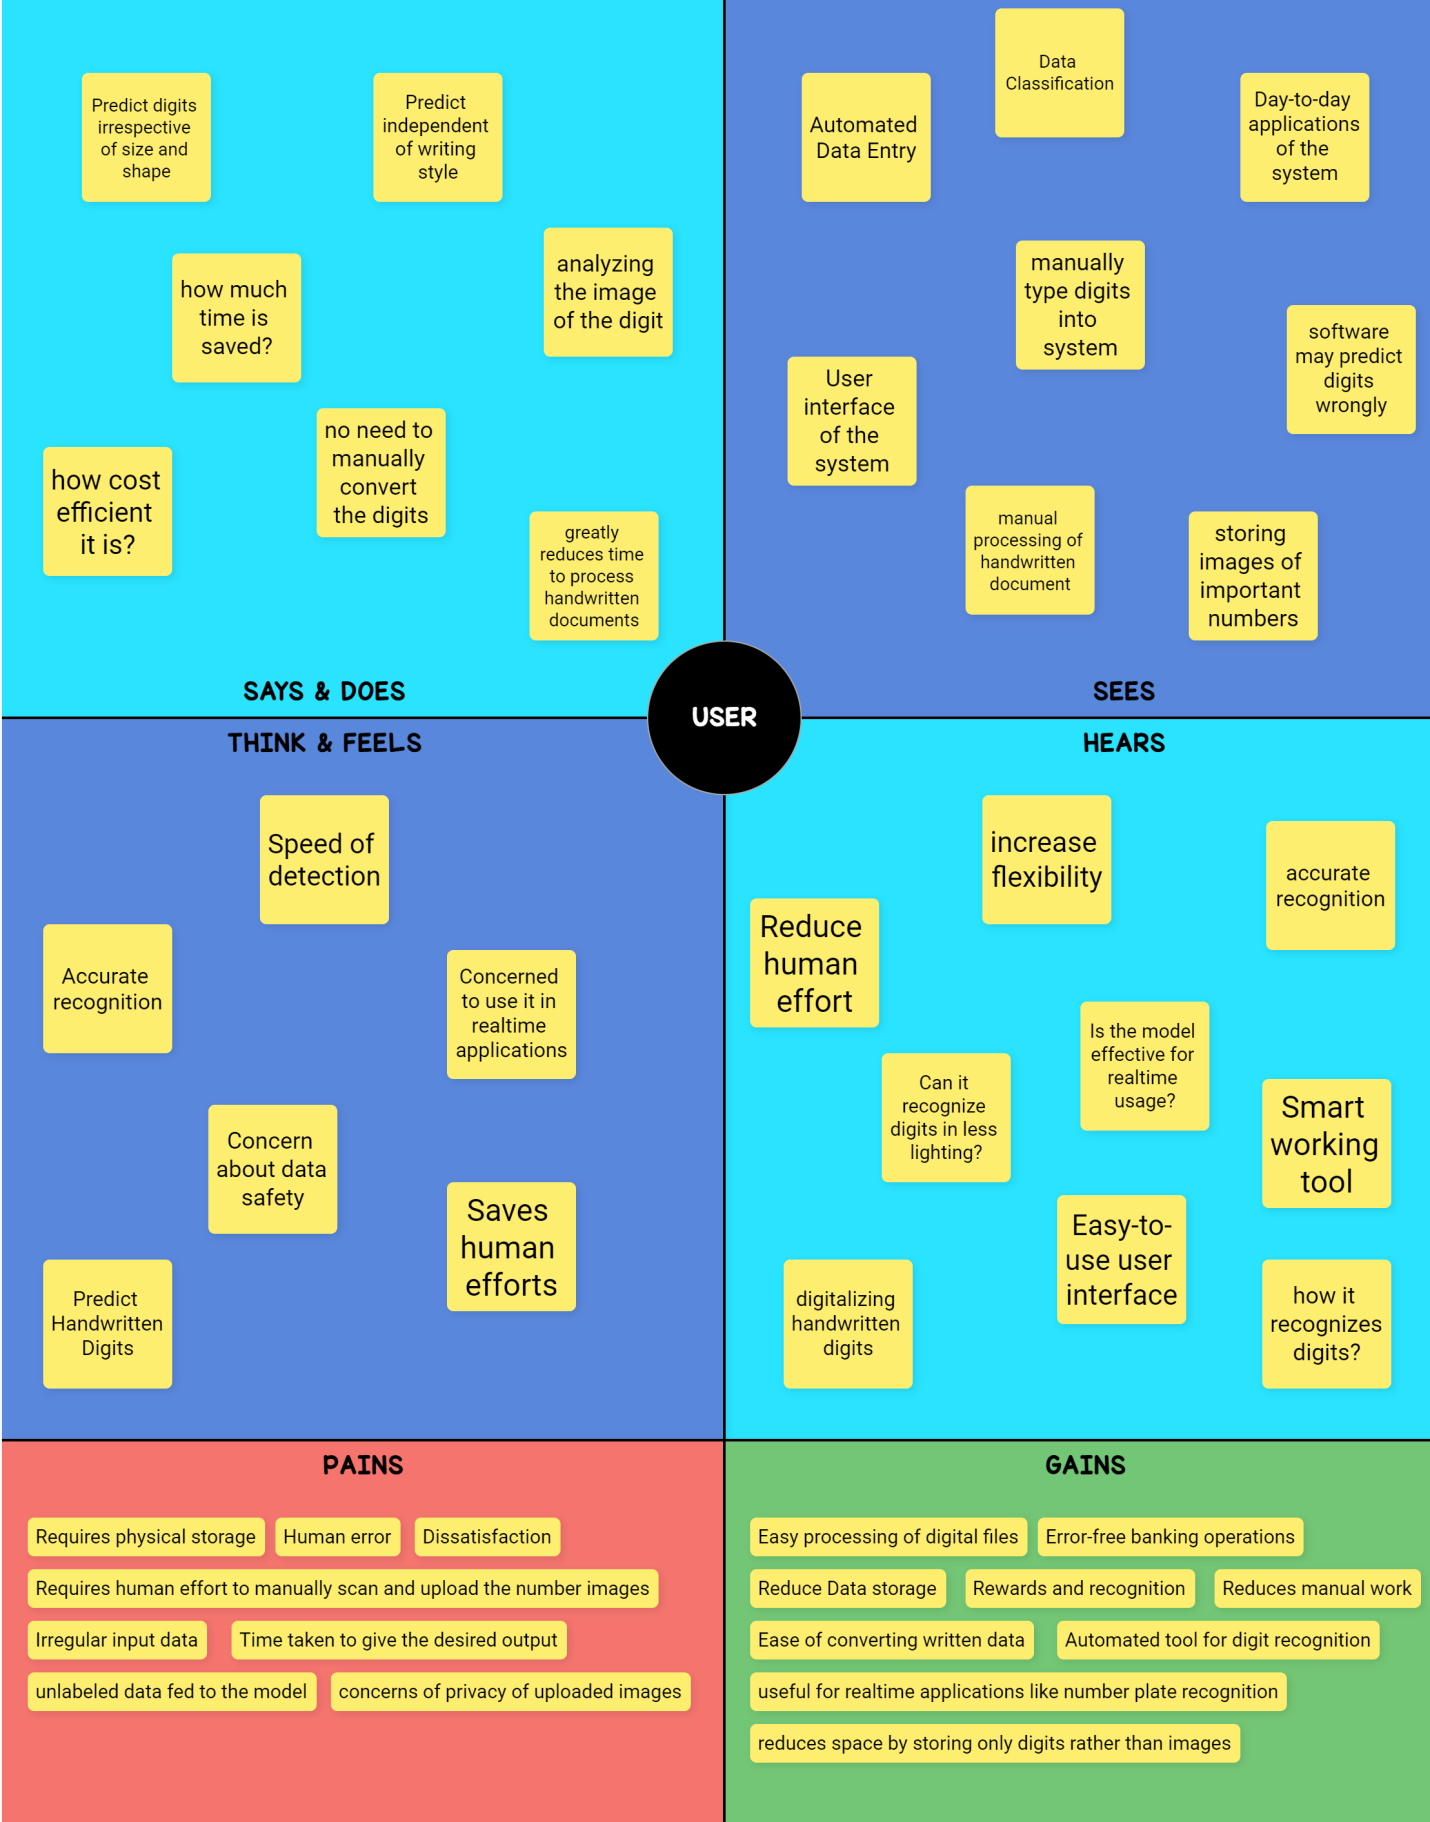 Predict digits
irrespective
of size and
shape
Predict
independent
of writing
style
how much
time is
saved?
analyzing
the image
of the digit
how cost
efficient
it is?
no need to
manually
convert
the digits
greatly
reduces time
to process
handwritten
documents
SAYS & DOES
Automated
Data Entry
Data
Classification
Day-to-day
applications
of the
system
manually
type digits
into
system
software
may predict
digits
wrongly
User
interface
of the
system
manual
processing of
handwritten
document
storing
images of
important
numbers
SEES
USER
THINK & FEELS
Speed of
detection
Accurate
recognition
Concerned
to use it in
realtime
applications
Concern
about data
safety
Saves
human
efforts
Predict
Handwritten
Digits
HEARS
increase
flexibility
accurate
recognition
Reduce
human
effort
Is the model
effective for
realtime
usage?
Can it
recognize
digits in less
lighting?
Smart
working
tool
Easy-to-
use user
interface
digitalizing
handwritten
digits
how it
recognizes
digits?
PAINS
Requires physical storage
Human error
Dissatisfaction
Requires human effort to manually scan and upload the number images
Irregular input data
Time taken to give the desired output
unlabeled data fed to the model
concerns of privacy of uploaded images
GAINS
Easy processing of digital files
Error-free banking operations
Reduce Data storage
Rewards and recognition
Reduces manual work
Ease of converting written data
Automated tool for digit recognition
useful for realtime applications like number plate recognition
reduces space by storing only digits rather than images